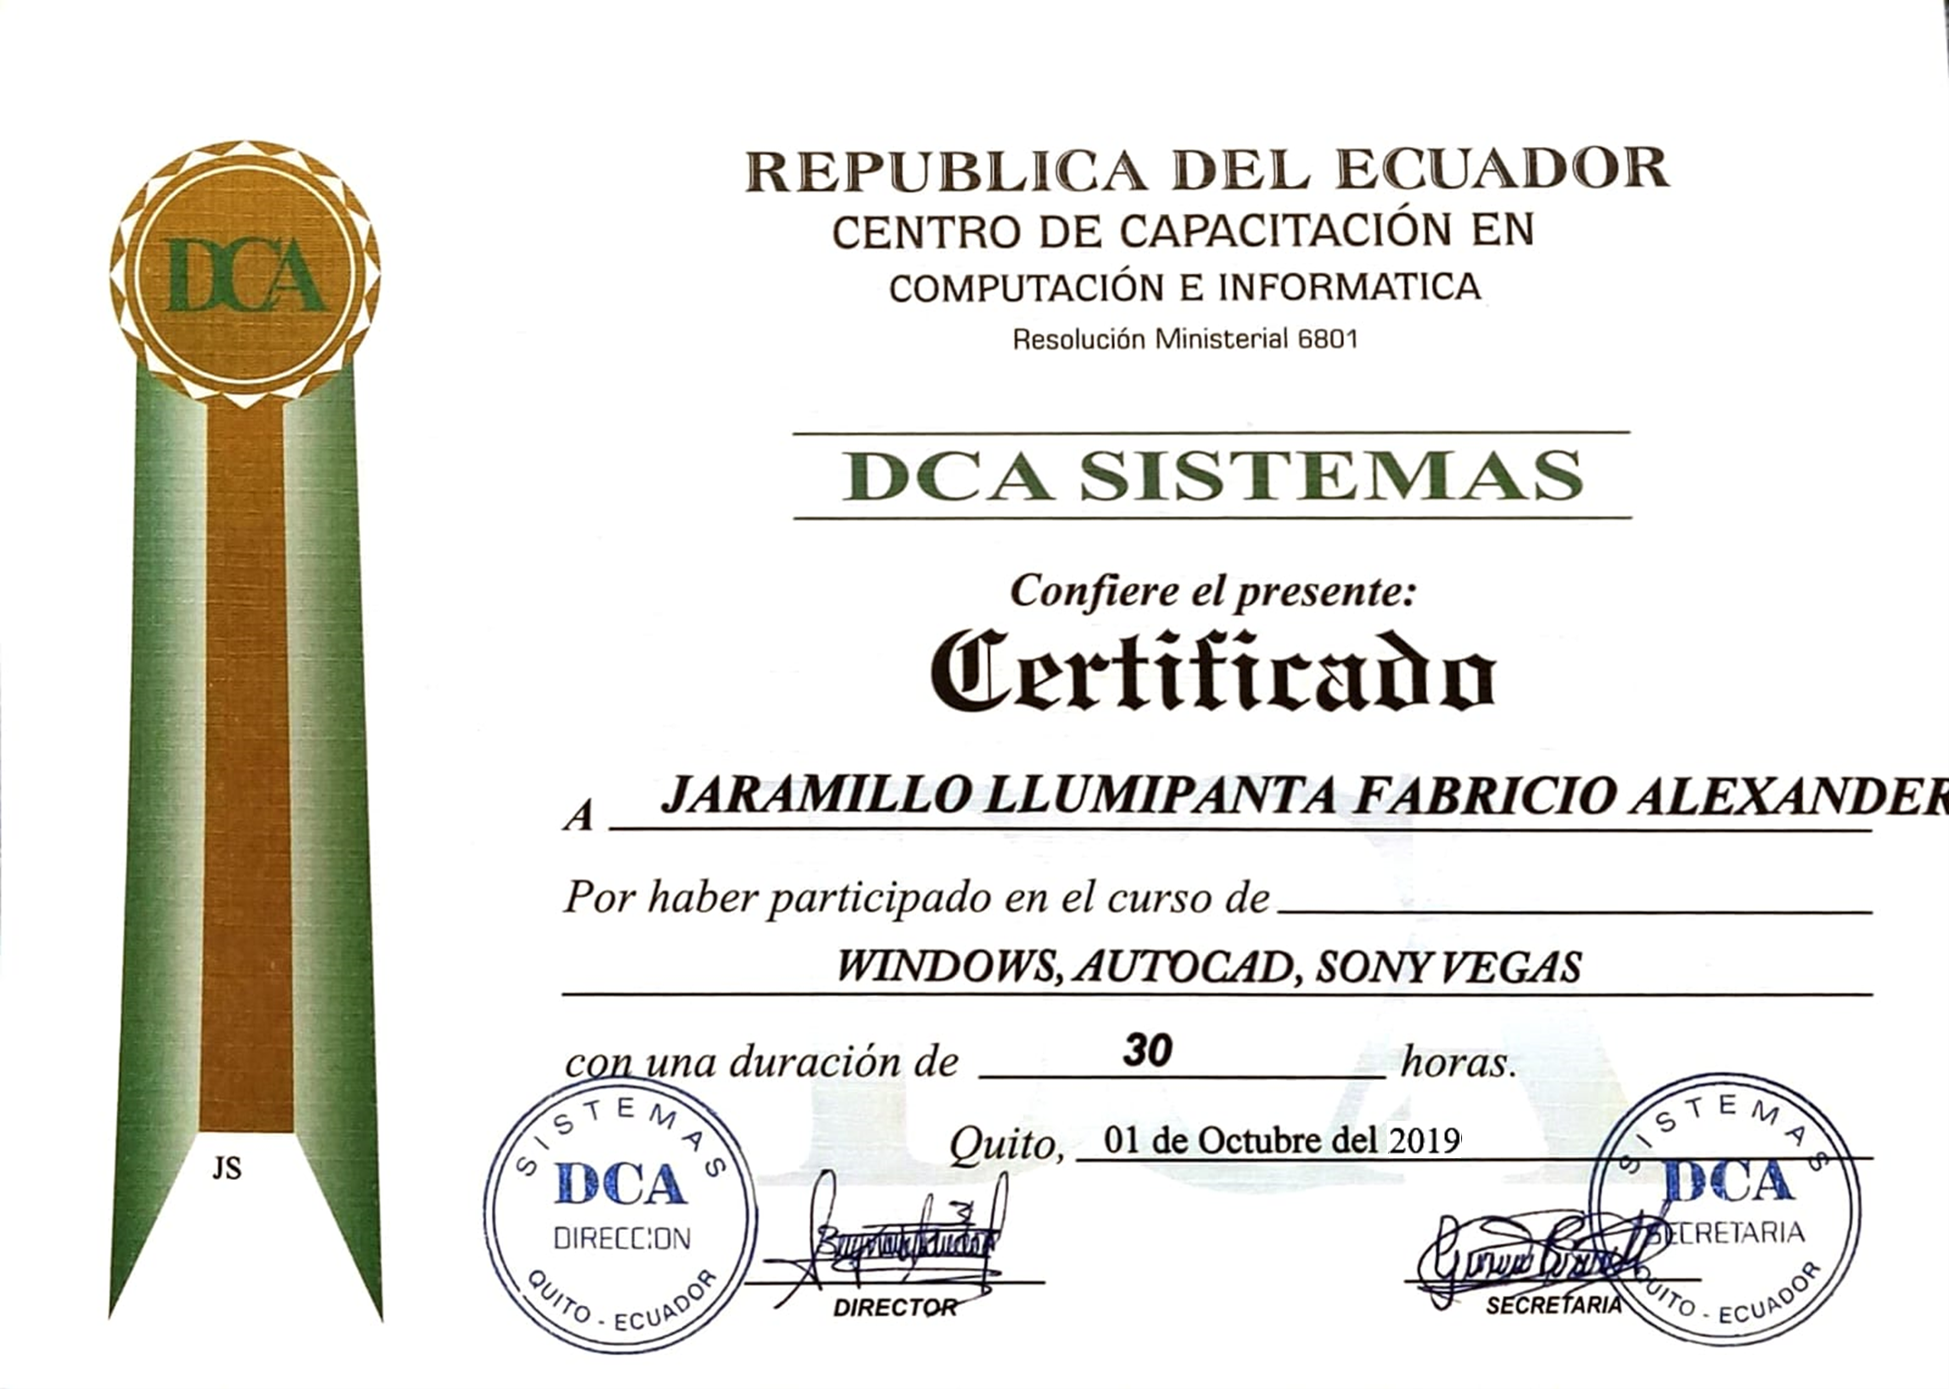 DCA
REPUBLICA DEL ECUADOR
CENTRO DE CAPACITACIÓN EN
COMPUTACIÓN E INFORMATICA
Resolución Ministerial 6801
DCA SISTEMAS
Confiere el presente:
Certificado
A JARAMILLO LLUMIPANTA FABRICIO ALEXANDER
Por haber participado en el curso de
WINDOWS, AUTOCAD, SONY VEGAS
con una duración de 30 horas.
Quito, 01 de Octubre del 2019
JS
SISTEMAS
DCA
DIRECCION
QUITO - ECUADOR
DIRECTOR
SISTEMAS
DCA
SECRETARIA
QUITO - ECUADOR
SECRETARIA